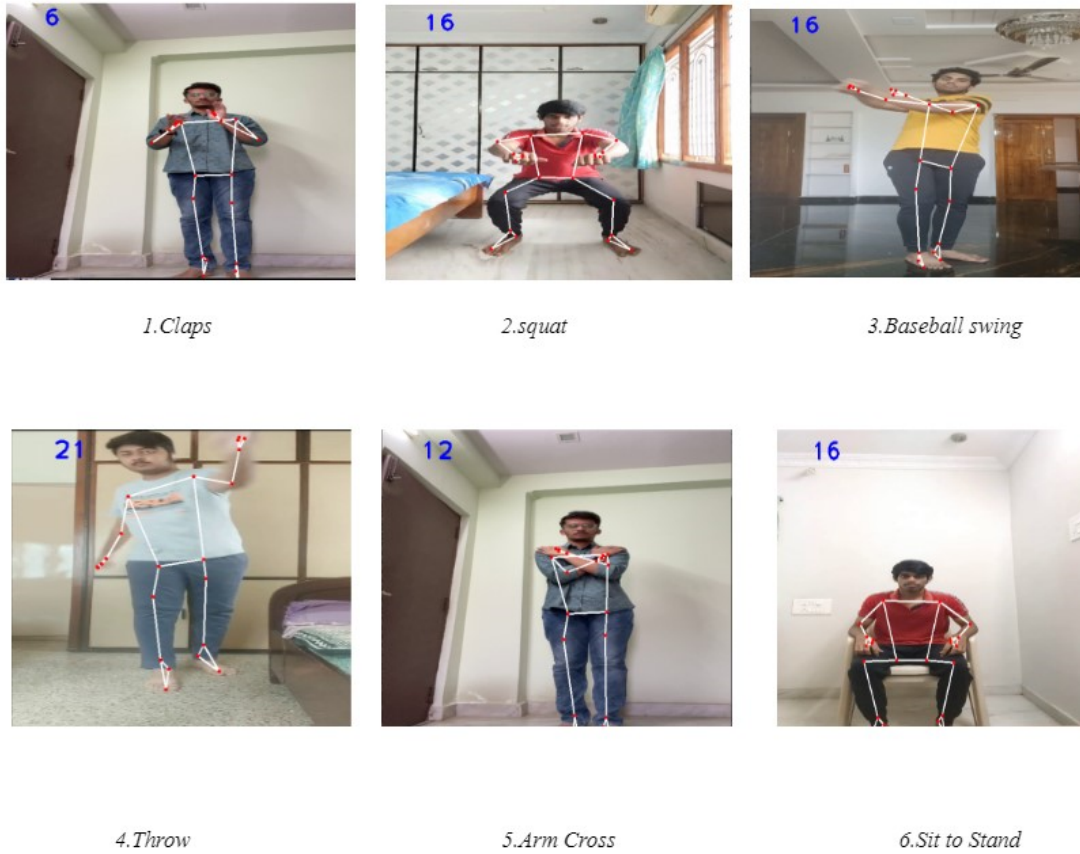 6
16
16
1.Claps
2.squat
3.Baseball swing
21
12
16
4.Throw
5.Arm Cross
6.Sit to Stand